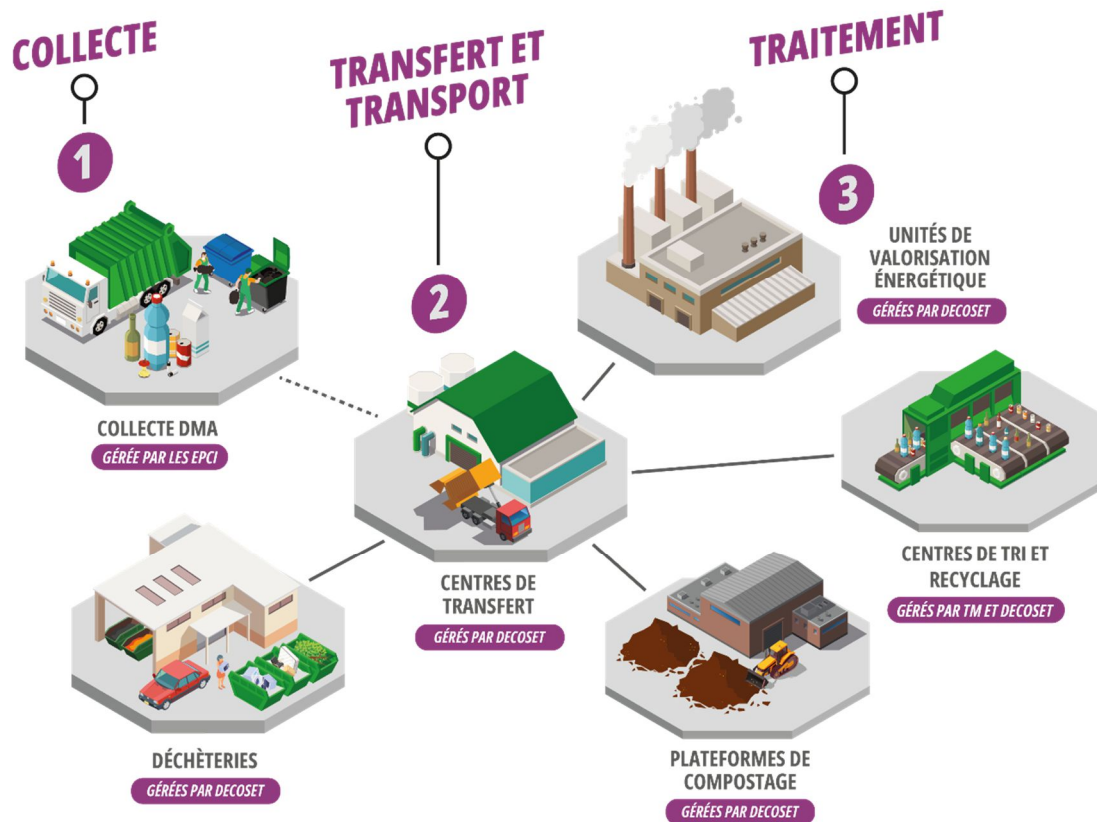 COLLECTE
1
COLLECTE DMA
GÉRÉE PAR LES EPCI
DÉCHÈTERIES
GÉRÉES PAR DECOSET
TRANSFERT ET
TRANSPORT
2
CENTRES DE
TRANSFERT
GÉRÉS PAR DECOSET
TRAITEMENT
3
UNITÉS DE
VALORISATION
ÉNERGÉTIQUE
GÉRÉES PAR DECOSET
CENTRES DE TRI ET
RECYCLAGE
GÉRÉS PAR TM ET DECOSET
PLATEFORMES DE
COMPOSTAGE
GÉRÉES PAR DECOSET